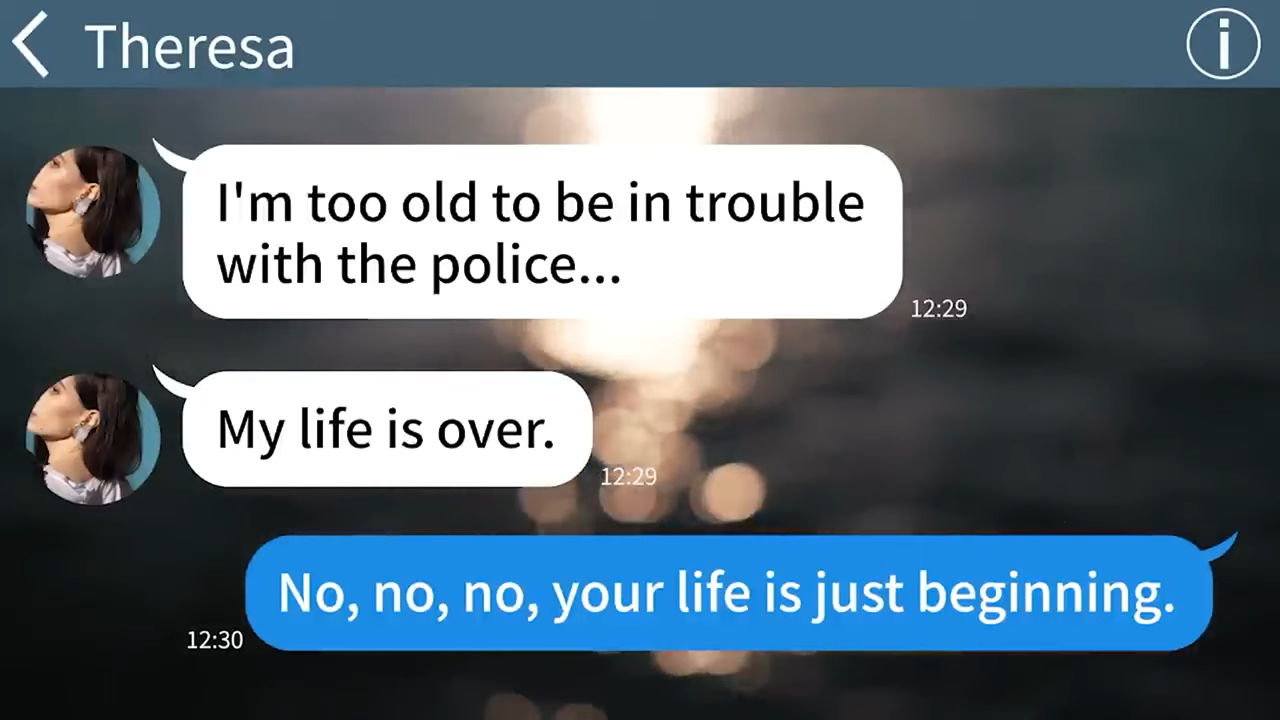 Theresa
I'm too old to be in trouble
with the police...
12:29
My life is over.
12:29
No, no, no, your life is just beginning.
12:30